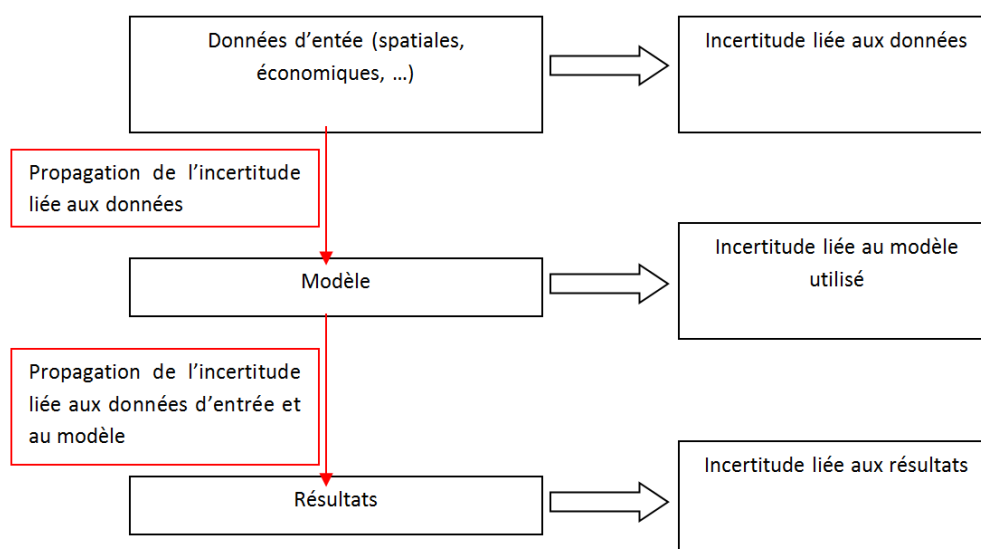 Données d'entée (spatiales,
économiques, …)
Incertitude liée aux données
Propagation de l'incertitude
liée aux données
Modèle
Incertitude liée au modèle
utilisé
Propagation de l'incertitude
liée aux données d'entrée et
au modèle
Résultats
Incertitude liée aux résultats